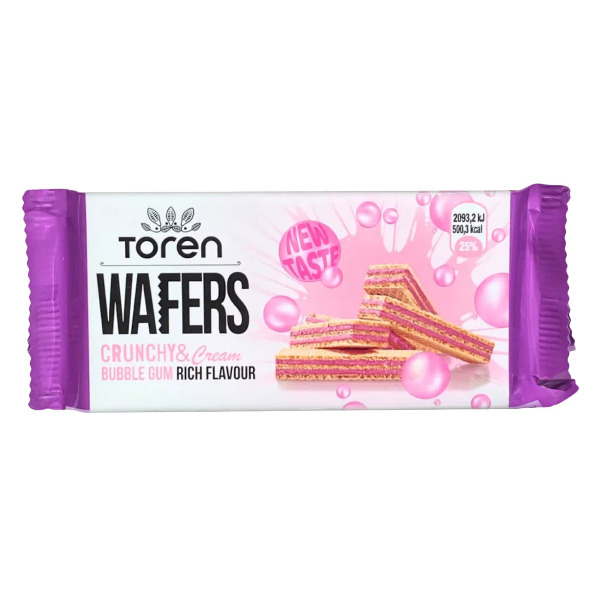 Toren
WAFERS
CRUNCHY & Cream
BUBBLE GUM RICH FLAVOUR
NEW
TASTE
2093,2 kJ
500,3 kcal
25%